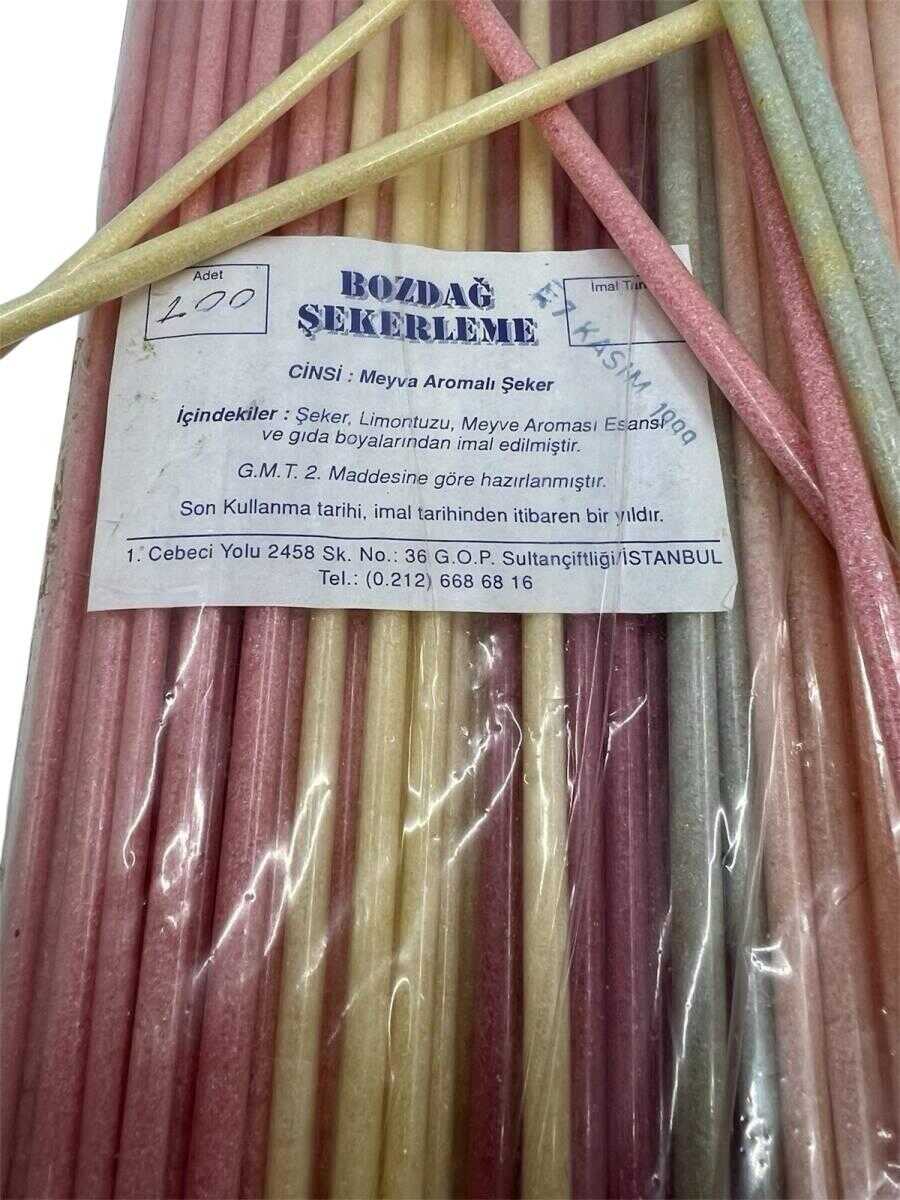 Adet
100
BOZDAĞ
ŞEKERLEME
İmal
KASIM 1999
CİNSİ : Meyva Aromalı Şeker
İçindekiler : Şeker, Limontuzu, Meyve Aroması Esansı
ve gıda boyalarından imal edilmiştir.
G.M.T. 2. Maddesine göre hazırlanmıştır.
Son Kullanma tarihi, imal tarihinden itibaren bir yıldır.
1. Cebeci Yolu 2458 Sk. No.: 36 G.O.P. Sultançiftliği/İSTANBUL
Tel.: (0.212) 668 68 16